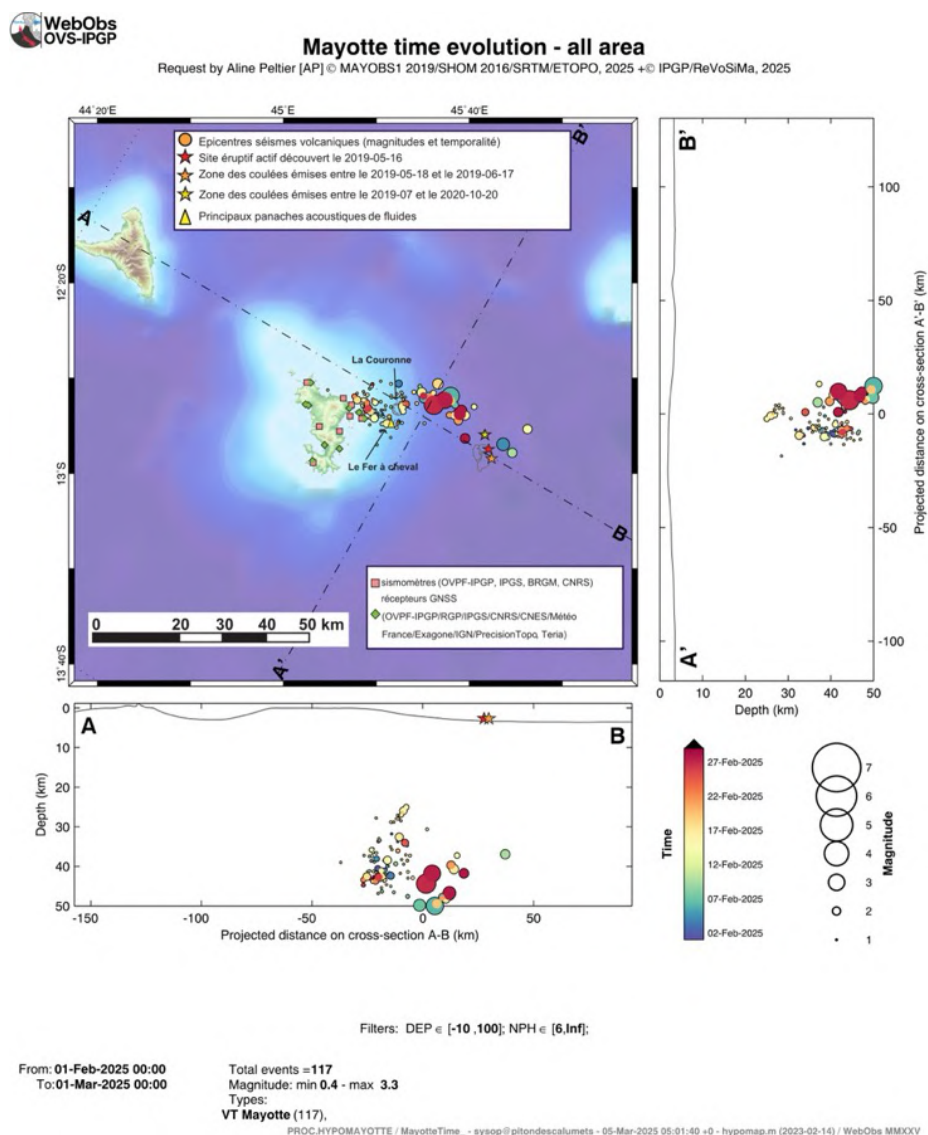 WebObs
OVS-IPGP
Mayotte time evolution - all area
Request by Aline Peltier [AP] © MAYOBS1 2019/SHOM 2016/SRTM/ETOPO, 2025 +© IPGP/ReVoSiMa, 2025
44˚20'E 45˚E 45˚40'E
Epicentres séismes volcaniques (magnitudes et temporalité)
Site éruptif actif découvert le 2019-05-16
Zone des coulées émises entre le 2019-05-18 et le 2019-06-17
Zone des coulées émises entre le 2019-07 et le 2020-10-20
Principaux panaches acoustiques de fluides
A
B'
12˚20'S
13˚S
13˚40'S
La Couronne
Le Fer à cheval
B
A'
sismomètres (OVPF-IPGP, IPGS, BRGM, CNRS)
récepteurs GNSS
(OVPF-IPGP/RGP/IPGS/CNRS/CNES/Météo
France/Exagone/IGN/PrecisionTopo, Teria)
0 20 30 40 50 km
B'
A'
100
50
0
-50
-100
Projected distance on cross-section A'-B' (km)
0 10 20 30 40 50
Depth (km)
A
B
0
10
20
30
40
50
Depth (km)
-150 -100 -50 0 50
Projected distance on cross-section A-B (km)
Time
27-Feb-2025
22-Feb-2025
17-Feb-2025
12-Feb-2025
07-Feb-2025
02-Feb-2025
7
6
5
4
3
2
1
Magnitude
Filters: DEP ∈ [-10 ,100]; NPH ∈ [6,Inf];
From: 01-Feb-2025 00:00
To: 01-Mar-2025 00:00
Total events =117
Magnitude: min 0.4 - max 3.3
Types:
VT Mayotte (117),
PROC.HYPOMAYOTTE / MayotteTime_ - sysop@pitondescalumets - 05-Mar-2025 05:01:40 +0 - hypomap.m (2023-02-14) / WebObs MMXXV